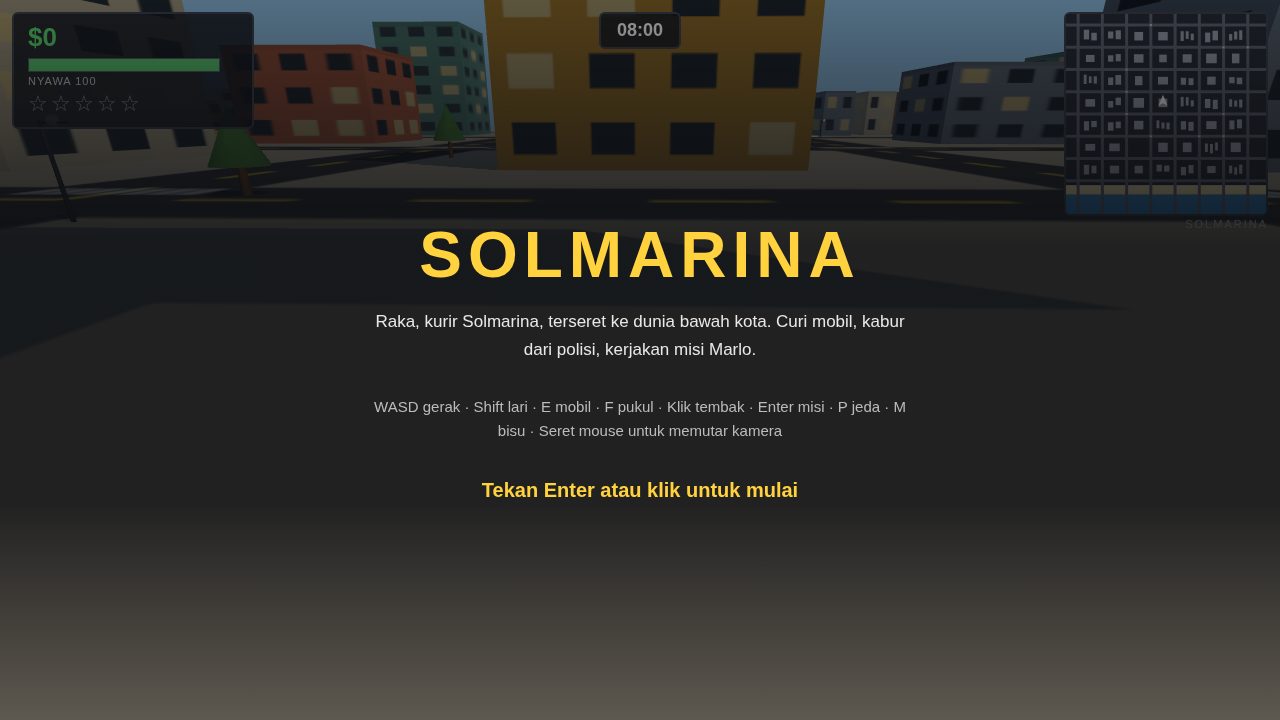 $0
NYAWA 100
☆☆☆☆☆
08:00
SOLMARINA
SOLMARINA
Raka, kurir Solmarina, terseret ke dunia bawah kota. Curi mobil, kabur
dari polisi, kerjakan misi Marlo.
WASD gerak · Shift lari · E mobil · F pukul · Klik tembak · Enter misi · P jeda · M
bisu · Seret mouse untuk memutar kamera
Tekan Enter atau klik untuk mulai